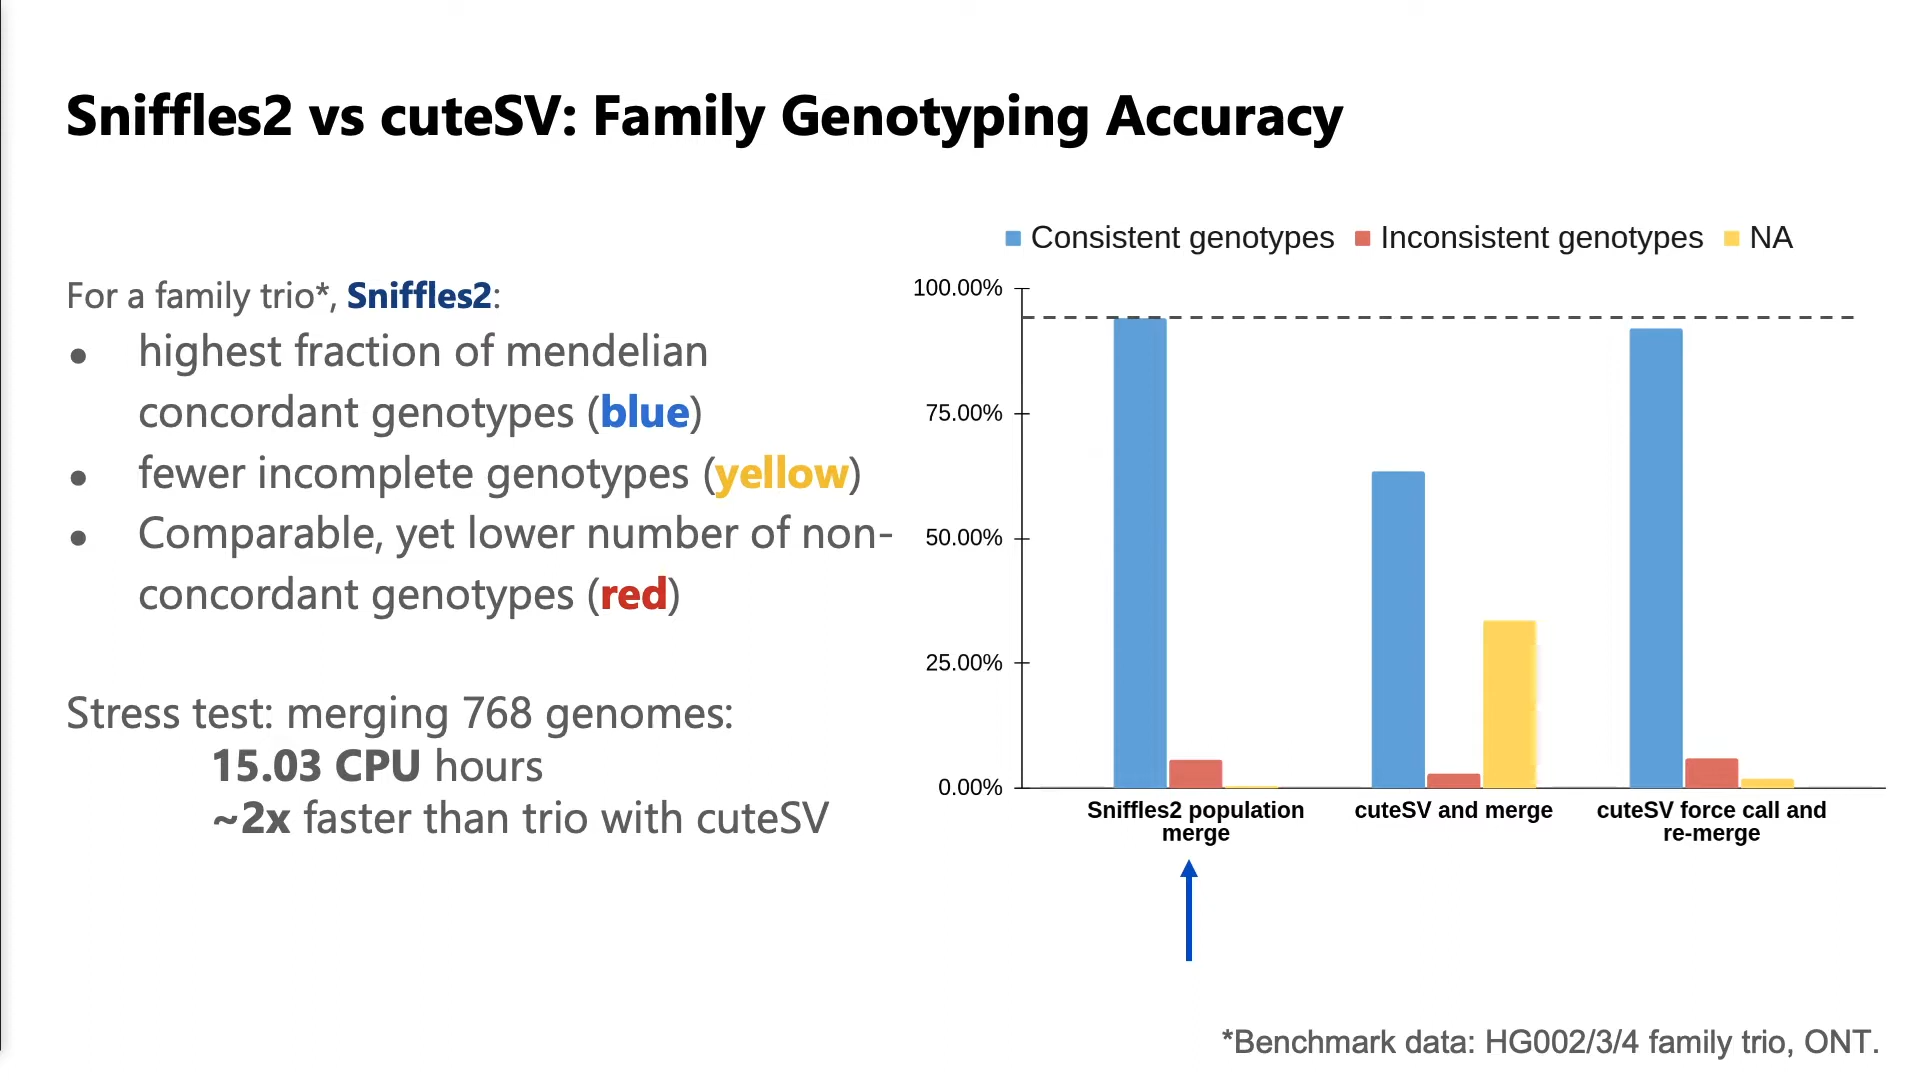 Sniffles2 vs cuteSV: Family Genotyping Accuracy
For a family trio*, Sniffles2:
● highest fraction of mendelian
concordant genotypes (blue)
● fewer incomplete genotypes (yellow)
● Comparable, yet lower number of non-
concordant genotypes (red)
Stress test: merging 768 genomes:
15.03 CPU hours
~2x faster than trio with cuteSV
Consistent genotypes Inconsistent genotypes NA
100.00%
75.00%
50.00%
25.00%
0.00%
Sniffles2 population
merge
cuteSV and merge
cuteSV force call and
re-merge
*Benchmark data: HG002/3/4 family trio, ONT.